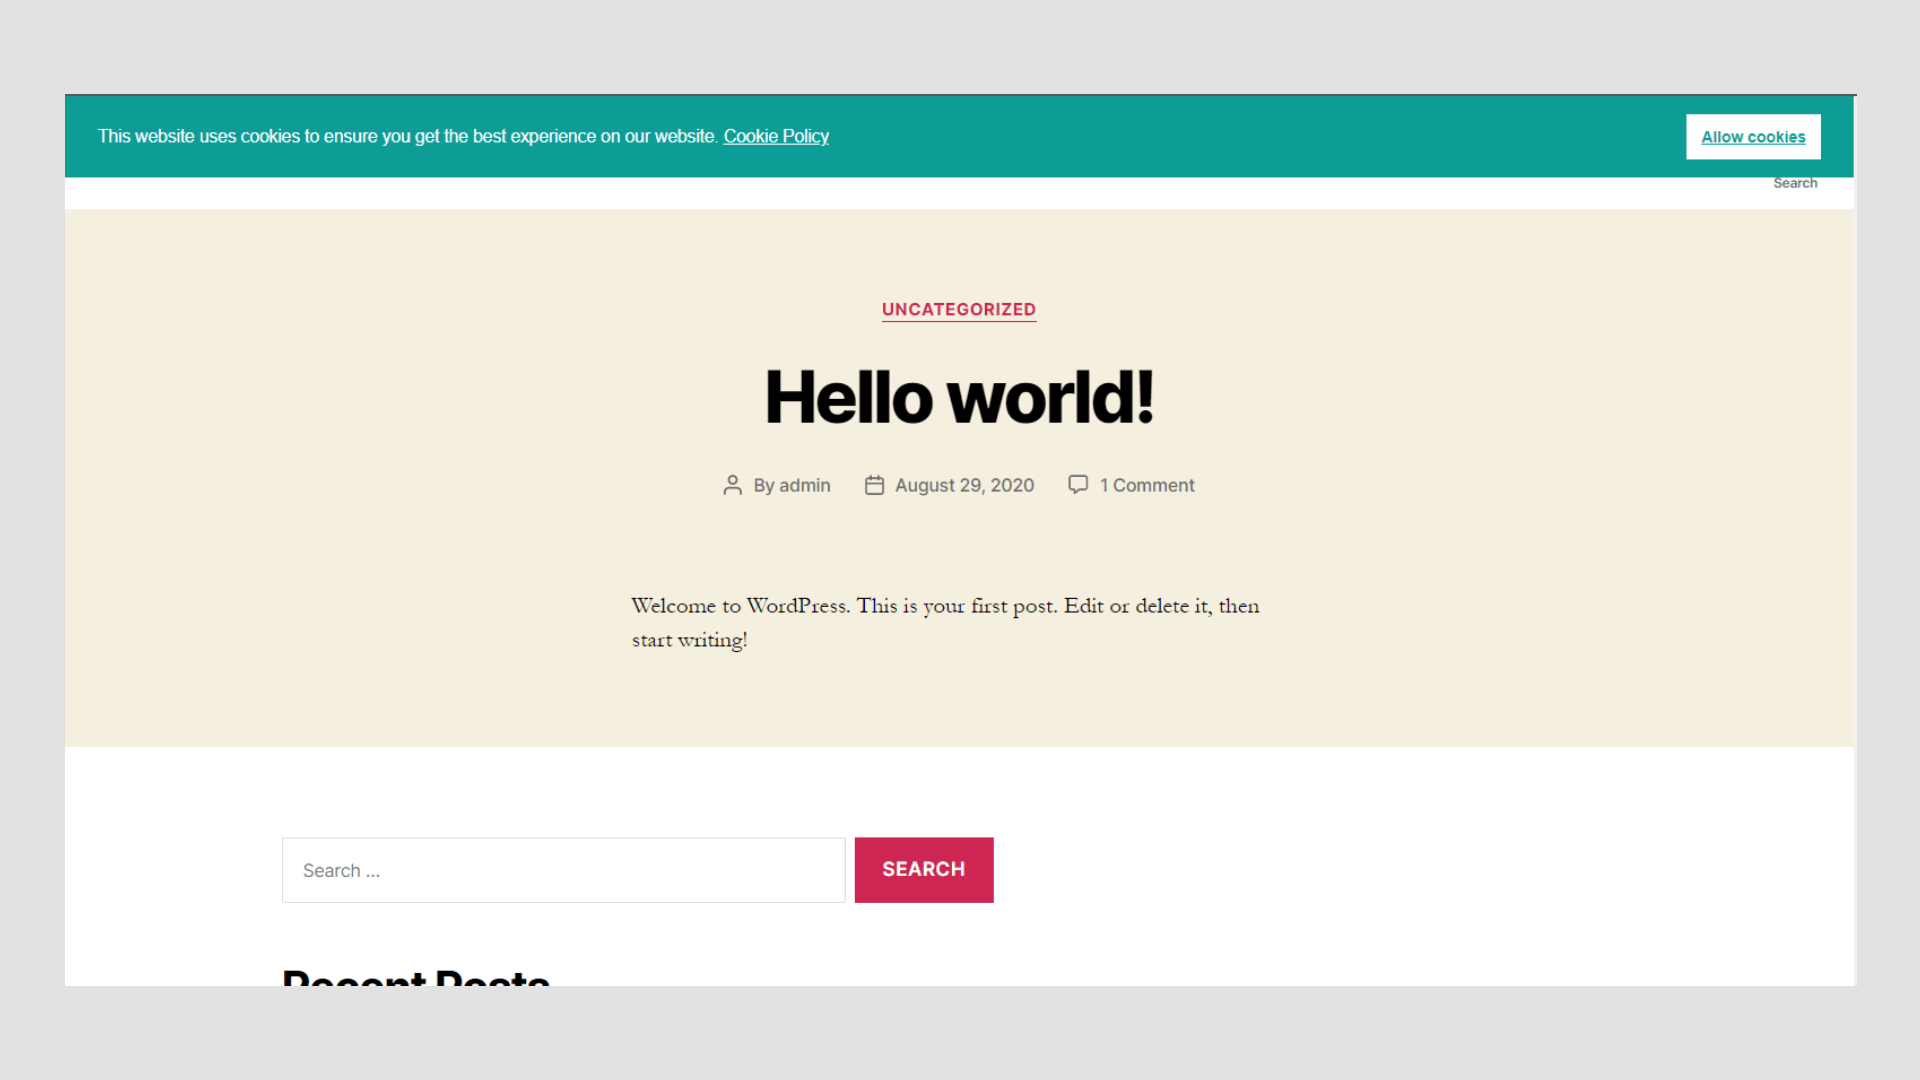 This website uses cookies to ensure you get the best experience on our website. Cookie Policy
Allow cookies
Search
UNCATEGORIZED
Hello world!
By admin
August 29, 2020
1 Comment
Welcome to WordPress. This is your first post. Edit or delete it, then
start writing!
Search ...
SEARCH
Recent Posts